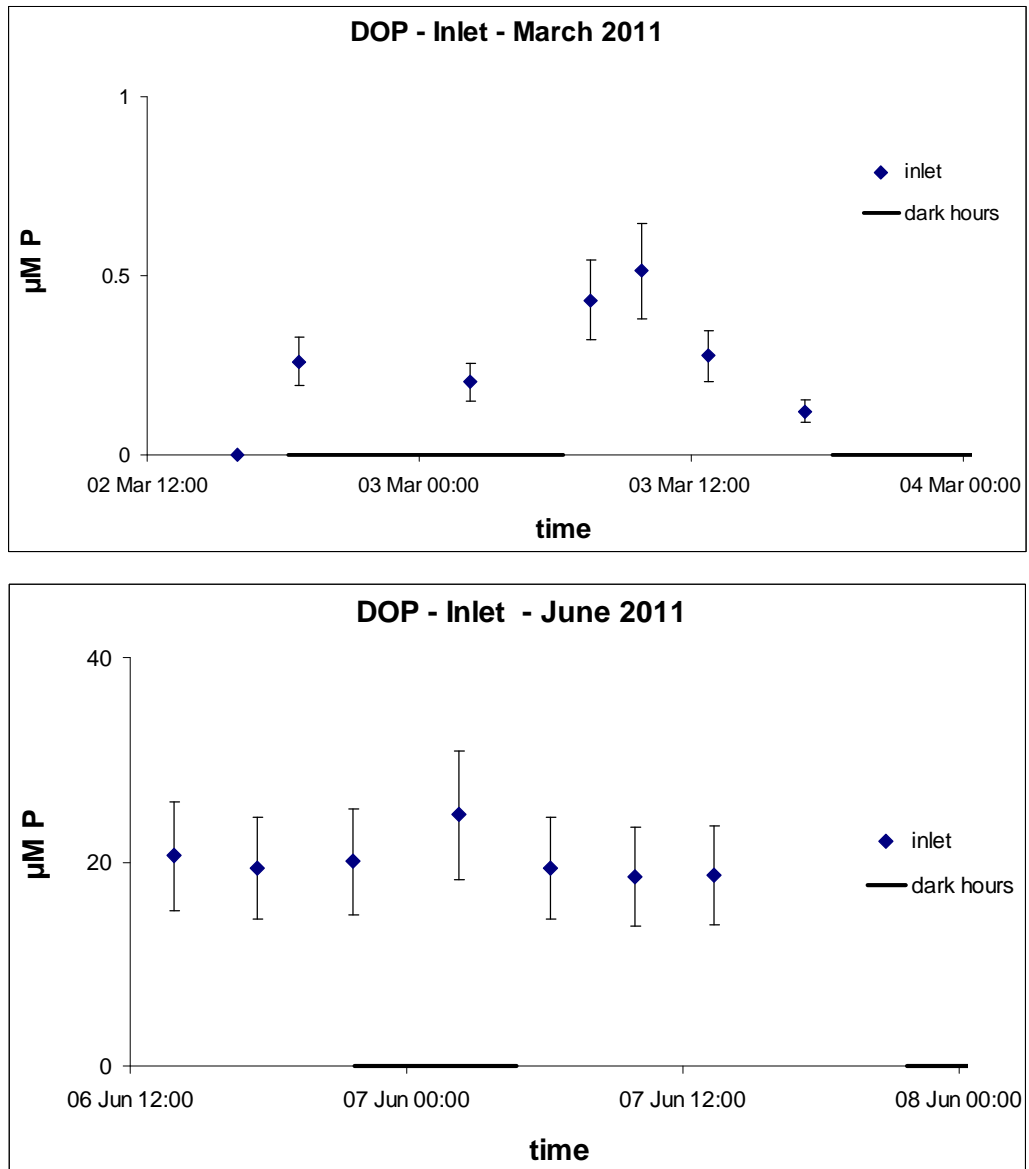 DOP - Inlet - March 2011
1
inlet
dark hours
µM P
0.5
0
02 Mar 12:00 03 Mar 00:00 03 Mar 12:00 04 Mar 00:00
time
DOP - Inlet - June 2011
40
µM P
inlet
20
dark hours
0
06 Jun 12:00 07 Jun 00:00 07 Jun 12:00 08 Jun 00:00
time